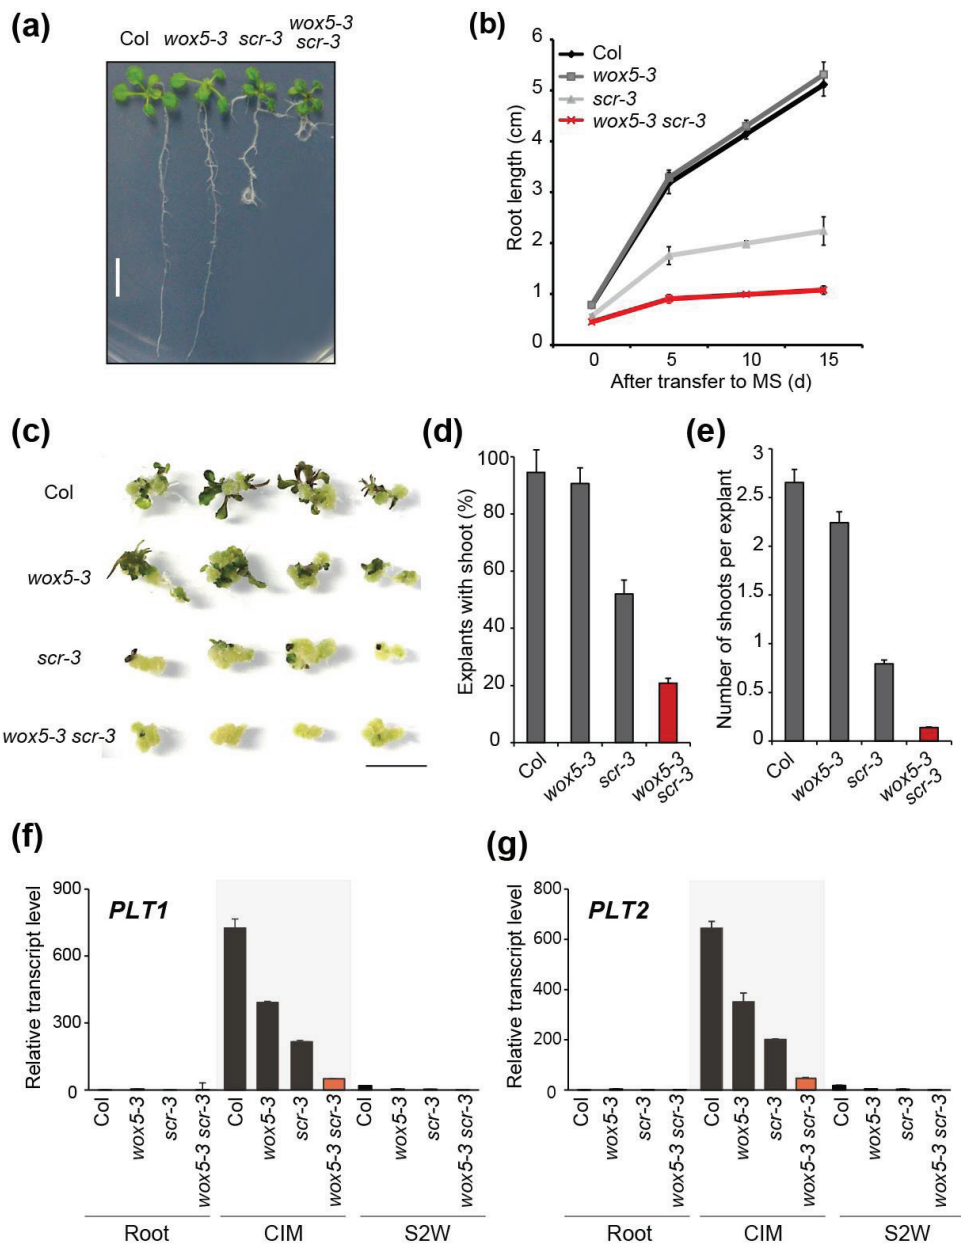 (a)
Col wox5-3 scr-3 wox5-3 scr-3
(b)
Root length (cm)
6
5
4
3
2
1
0
Col
wox5-3
scr-3
wox5-3 scr-3
0 5 10 15
After transfer to MS (d)
(c)
Col
wox5-3
scr-3
wox5-3 scr-3
(d)
Explants with shoot (%)
100
80
60
40
20
0
Col wox5-3 scr-3 wox5-3 scr-3
(e)
Number of shoots per explant
3
2.5
2
1.5
1
0.5
0
Col wox5-3 scr-3 wox5-3 scr-3
(f)
PLT1
Relative transcript level
900
600
300
0
Col wox5-3 scr-3 wox5-3 scr-3 Col wox5-3 scr-3 wox5-3 scr-3 Col wox5-3 scr-3 wox5-3 scr-3
Root CIM S2W
(g)
PLT2
Relative transcript level
800
600
400
200
0
Col wox5-3 scr-3 wox5-3 scr-3 Col wox5-3 scr-3 wox5-3 scr-3 Col wox5-3 scr-3 wox5-3 scr-3
Root CIM S2W